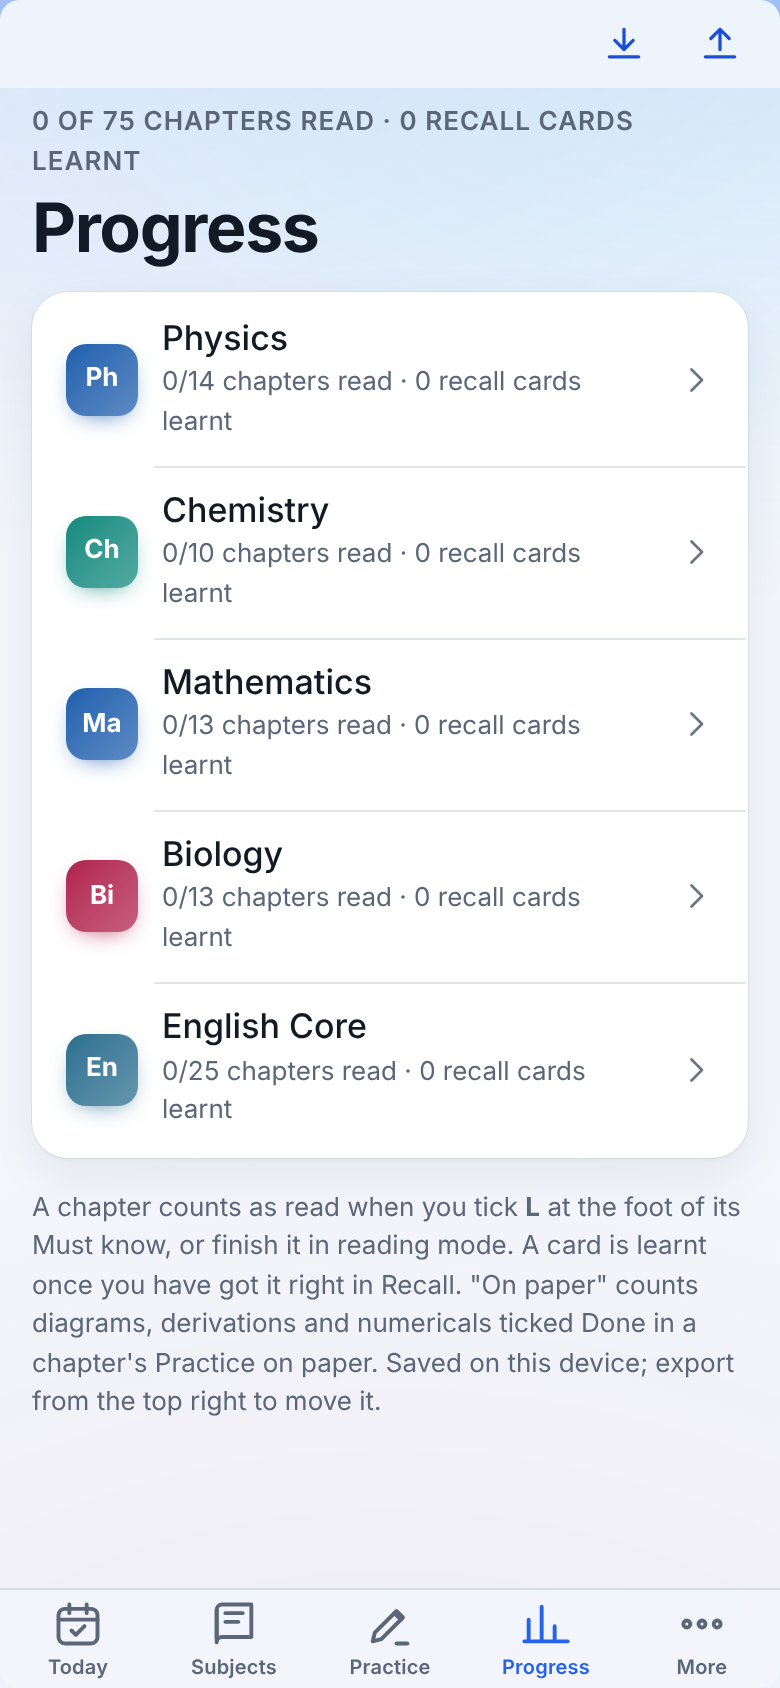 0 OF 75 CHAPTERS READ · 0 RECALL CARDS
LEARNT
Progress
Ph
Physics
0/14 chapters read · 0 recall cards
learnt
Ch
Chemistry
0/10 chapters read · 0 recall cards
learnt
Ma
Mathematics
0/13 chapters read · 0 recall cards
learnt
Bi
Biology
0/13 chapters read · 0 recall cards
learnt
En
English Core
0/25 chapters read · 0 recall cards
learnt
A chapter counts as read when you tick L at the foot of its
Must know, or finish it in reading mode. A card is learnt
once you have got it right in Recall. "On paper" counts
diagrams, derivations and numericals ticked Done in a
chapter's Practice on paper. Saved on this device; export
from the top right to move it.
Today
Subjects
Practice
Progress
More